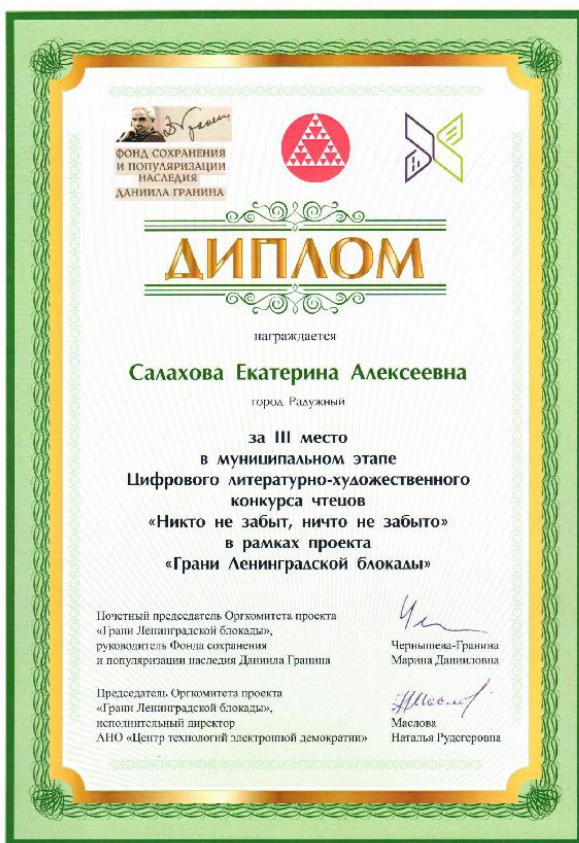 ФОНД СОХРАНЕНИЯ
И ПОПУЛЯРИЗАЦИИ
НАСЛЕДИЯ
ДАНИИЛА ГРАНИНА
ДИПЛОМ
награждается
Салахова Екатерина Алексеевна
город Радужный
за III место
в муниципальном этапе
Цифрового литературно-художественного
конкурса чтецов
«Никто не забыт, ничто не забыто»
в рамках проекта
«Грани Ленинградской блокады»
Почетный председатель Оргкомитета проекта
«Грани Ленинградской блокады»,
руководитель Фонда сохранения
и популяризации наследия Даниила Гранина
Чернышева-Гранина
Марина Данииловна
Председатель Оргкомитета проекта
«Грани Ленинградской блокады»,
исполнительный директор
АНО «Центр технологий электронной демократии»
Маслова
Наталья Рудегеровна